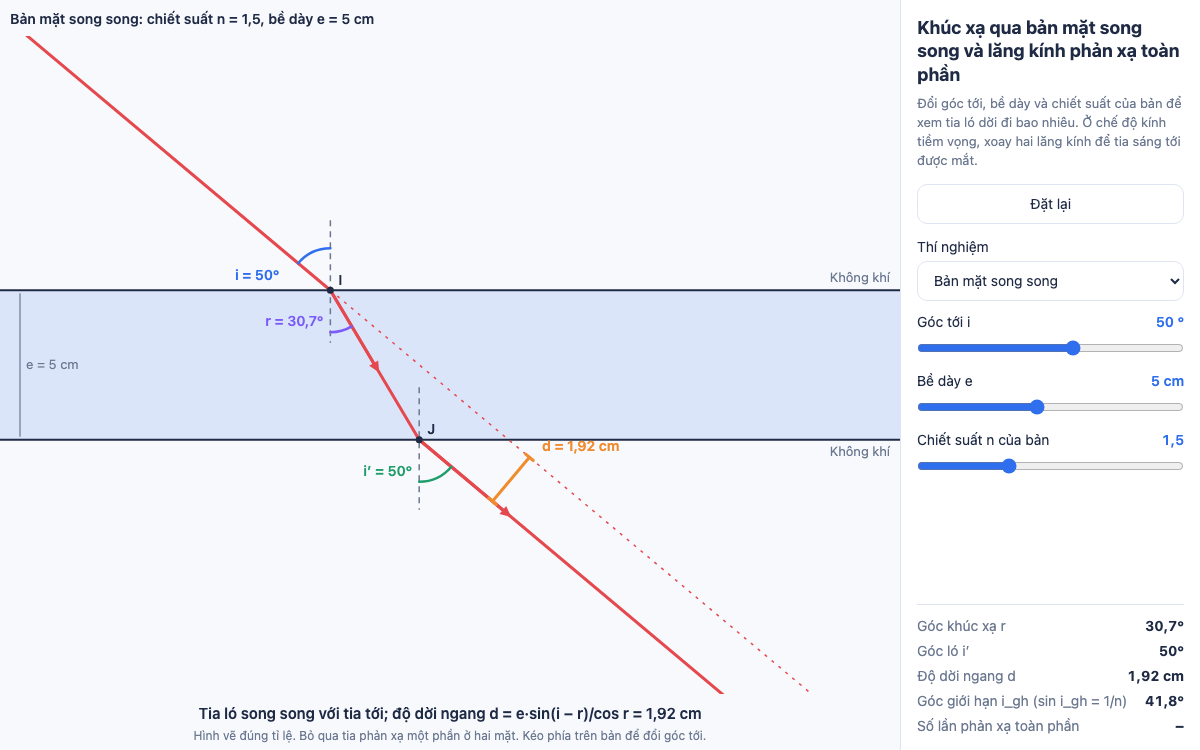 Bản mặt song song: chiết suất n = 1,5, bề dày e = 5 cm
i = 50°
I
Không khí
r = 30,7°
e = 5 cm
J
d = 1,92 cm
Không khí
i’ = 50°
Tia ló song song với tia tới; độ dời ngang d = e·sin(i − r)/cos r = 1,92 cm
Hình vẽ đúng tỉ lệ. Bỏ qua tia phản xạ một phần ở hai mặt. Kéo phía trên bản để đổi góc tới.
Khúc xạ qua bản mặt song
song và lăng kính phản xạ toàn
phần
Đổi góc tới, bề dày và chiết suất của bản để
xem tia ló dời đi bao nhiêu. Ở chế độ kính
tiềm vọng, xoay hai lăng kính để tia sáng tới
được mắt.
Đặt lại
Thí nghiệm
Bản mặt song song
Góc tới i 50 °
Bề dày e 5 cm
Chiết suất n của bản 1,5
Góc khúc xạ r 30,7°
Góc ló i’ 50°
Độ dời ngang d 1,92 cm
Góc giới hạn i_gh (sin i_gh = 1/n) 41,8°
Số lần phản xạ toàn phần –